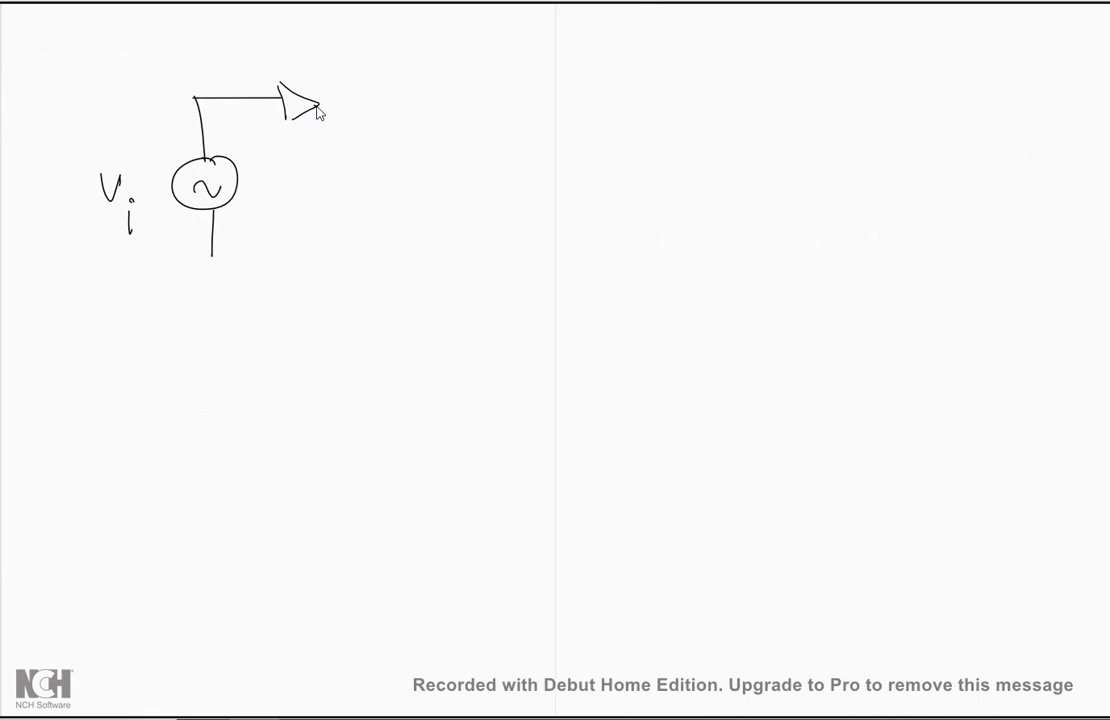 Vi
NCH
NCH Software
Recorded with Debut Home Edition. Upgrade to Pro to remove this message